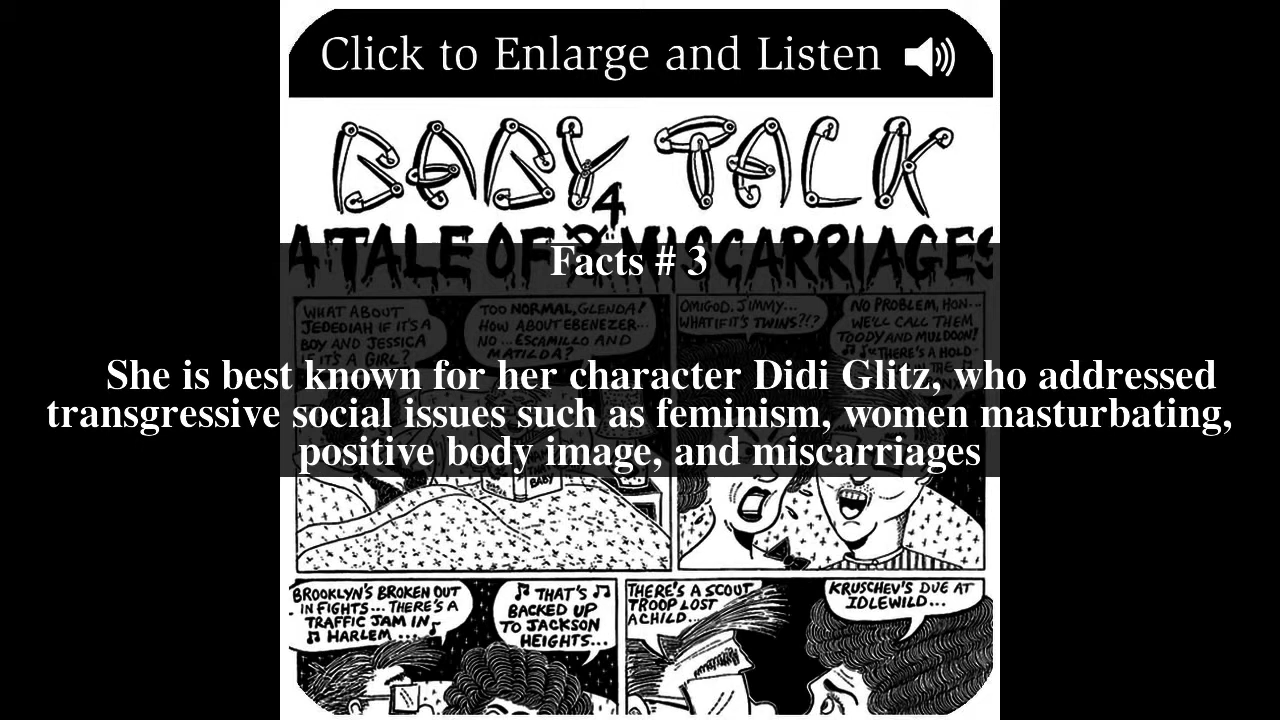 Click to Enlarge and Listen
BABY TALK
4
A TALE OF 3 MISCARRIAGES
Facts # 3
WHAT ABOUT
JEDEDIAH IF IT'S A
BOY AND JESSICA
IF IT'S A GIRL?
TOO NORMAL, GLENDA!
HOW ABOUT EBENEZER...
NO... ESCAMILLO AND
MATILDA?
OMIGOD, JIMMY...
WHAT IF IT'S TWINS?!?
NO PROBLEM, HON...
WE'LL CALL THEM
TOODY AND MULDOON!
♫ "THERE'S A HOLD-
She is best known for her character Didi Glitz, who addressed
transgressive social issues such as feminism, women masturbating,
positive body image, and miscarriages
BABY
BROOKLYN'S BROKEN OUT
IN FIGHTS... THERE'S A
TRAFFIC JAM IN
♫ HARLEM ... ♪
♫ THAT'S ♫
BACKED UP
TO JACKSON
HEIGHTS...
THERE'S A SCOUT
TROOP LOST
A CHILD...
KRUSCHEV'S DUE AT
IDLEWILD...